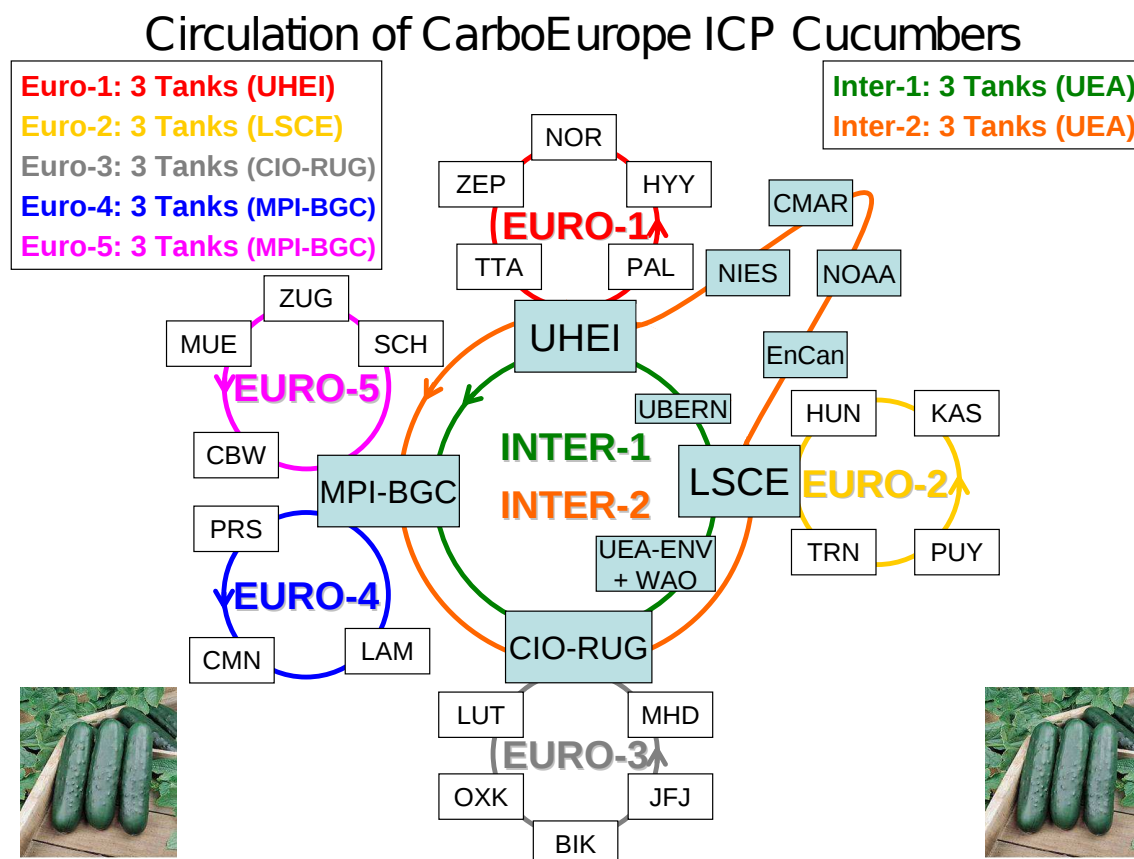 Circulation of CarboEurope ICP Cucumbers
Euro-1: 3 Tanks (UHEI)
Euro-2: 3 Tanks (LSCE)
Euro-3: 3 Tanks (CIO-RUG)
Euro-4: 3 Tanks (MPI-BGC)
Euro-5: 3 Tanks (MPI-BGC)
Inter-1: 3 Tanks (UEA)
Inter-2: 3 Tanks (UEA)
NOR
ZEP
HYY
EURO-1
TTA
PAL
CMAR
NIES
NOAA
UHEI
EnCan
UBERN
ZUG
MUE
SCH
EURO-5
CBW
MPI-BGC
INTER-1
INTER-2
LSCE
HUN
KAS
EURO-2
TRN
PUY
UEA-ENV
+ WAO
PRS
EURO-4
CMN
LAM
CIO-RUG
LUT
MHD
EURO-3
OXK
JFJ
BIK